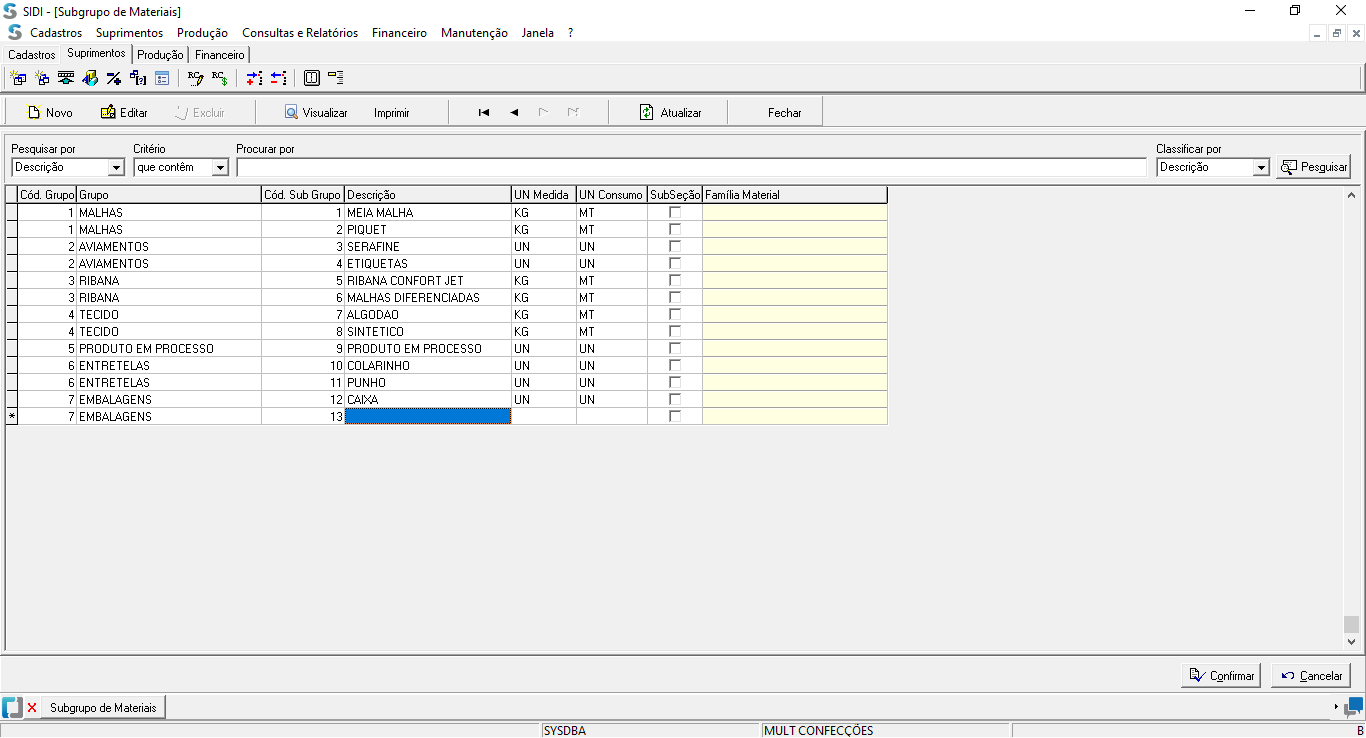 SIDI - [Subgrupo de Materiais]
Cadastros Suprimentos Produção Consultas e Relatórios Financeiro Manutenção Janela ?
Cadastros Suprimentos Produção Financeiro
Novo Editar Excluir Visualizar Imprimir Atualizar Fechar
Pesquisar por Critério Procurar por Classificar por
Descrição que contêm Descrição Pesquisar
Cód. Grupo Grupo Cód. Sub Grupo Descrição UN Medida UN Consumo SubSeção Família Material
1 MALHAS 1 MEIA MALHA KG MT
1 MALHAS 2 PIQUET KG MT
2 AVIAMENTOS 3 SERAFINE UN UN
2 AVIAMENTOS 4 ETIQUETAS UN UN
3 RIBANA 5 RIBANA CONFORT JET KG MT
3 RIBANA 6 MALHAS DIFERENCIADAS KG MT
4 TECIDO 7 ALGODAO KG MT
4 TECIDO 8 SINTETICO KG MT
5 PRODUTO EM PROCESSO 9 PRODUTO EM PROCESSO UN UN
6 ENTRETELAS 10 COLARINHO UN UN
6 ENTRETELAS 11 PUNHO UN UN
7 EMBALAGENS 12 CAIXA UN UN
* 7 EMBALAGENS 13
Confirmar Cancelar
Subgrupo de Materiais
SYSDBA MULT CONFECÇÕES B